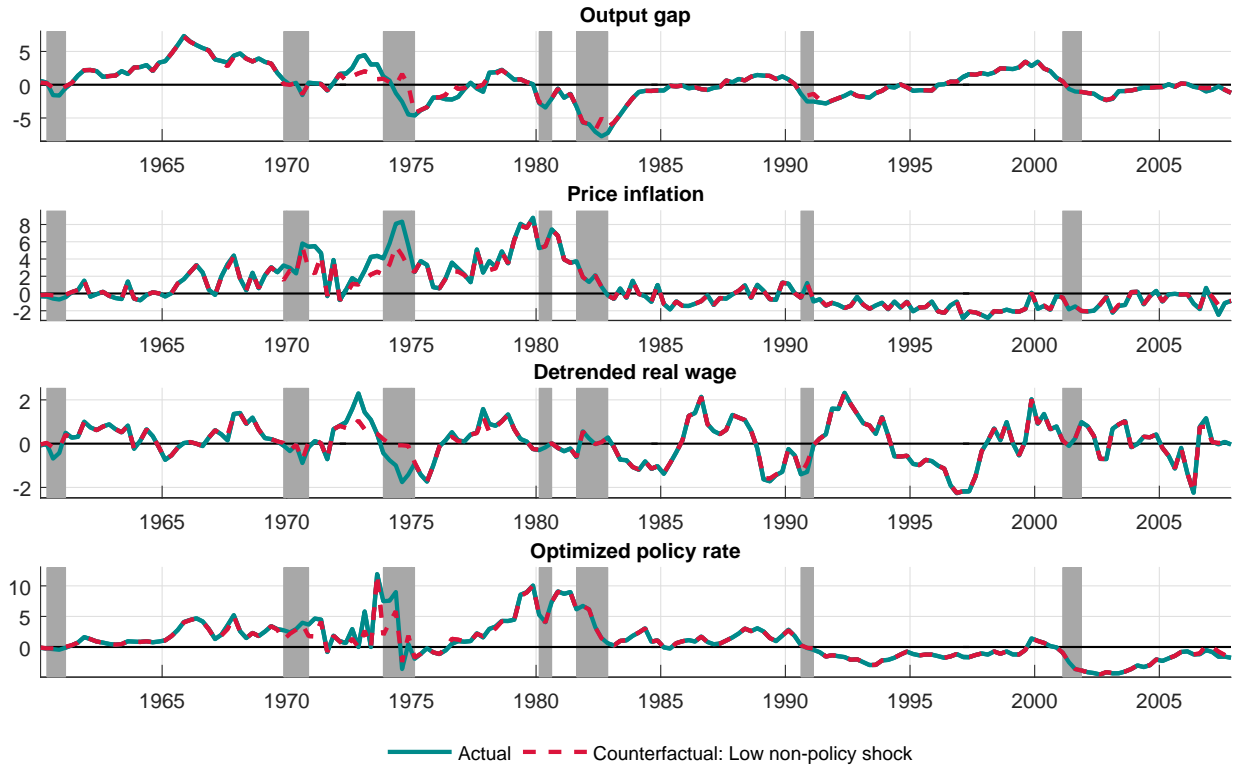 Output gap
5
0
-5
1965 1970 1975 1980 1985 1990 1995 2000 2005
Price inflation
8
6
4
2
0
-2
1965 1970 1975 1980 1985 1990 1995 2000 2005
Detrended real wage
2
0
-2
1965 1970 1975 1980 1985 1990 1995 2000 2005
Optimized policy rate
10
5
0
1965 1970 1975 1980 1985 1990 1995 2000 2005
Actual Counterfactual: Low non-policy shock